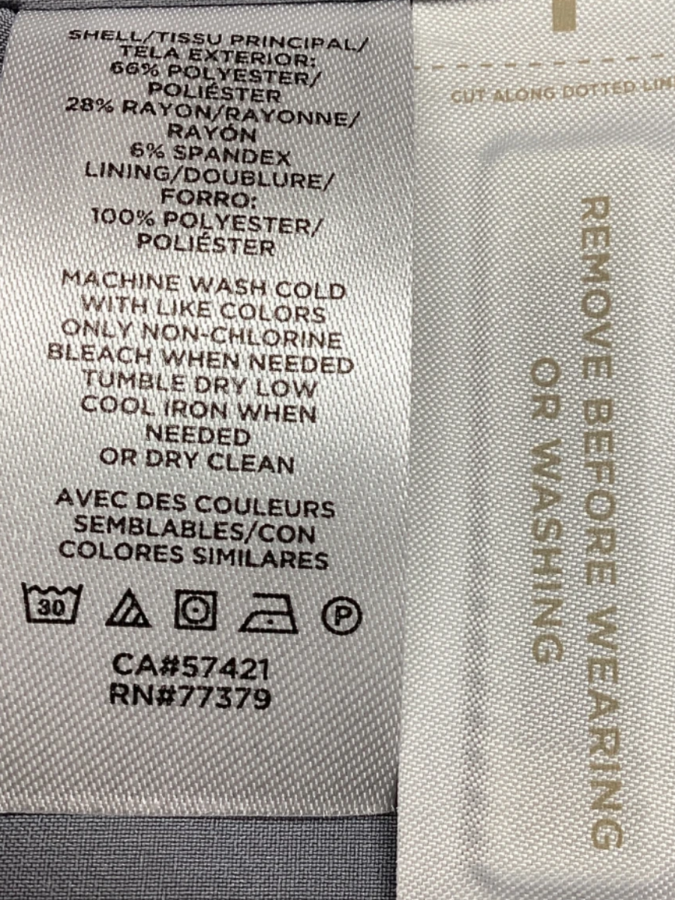 SHELL/TISSU PRINCIPAL/
TELA EXTERIOR:
66% POLYESTER/
POLIÉSTER
28% RAYON/RAYONNE/
RAYÓN
6% SPANDEX
LINING/DOUBLURE/
FORRO:
100% POLYESTER/
POLIÉSTER
MACHINE WASH COLD
WITH LIKE COLORS
ONLY NON-CHLORINE
BLEACH WHEN NEEDED
TUMBLE DRY LOW
COOL IRON WHEN
NEEDED
OR DRY CLEAN
AVEC DES COULEURS
SEMBLABLES/CON
COLORES SIMILARES
30
P
CA#57421
RN#77379
CUT ALONG DOTTED LIN
REMOVE BEFORE WEARING
OR WASHING